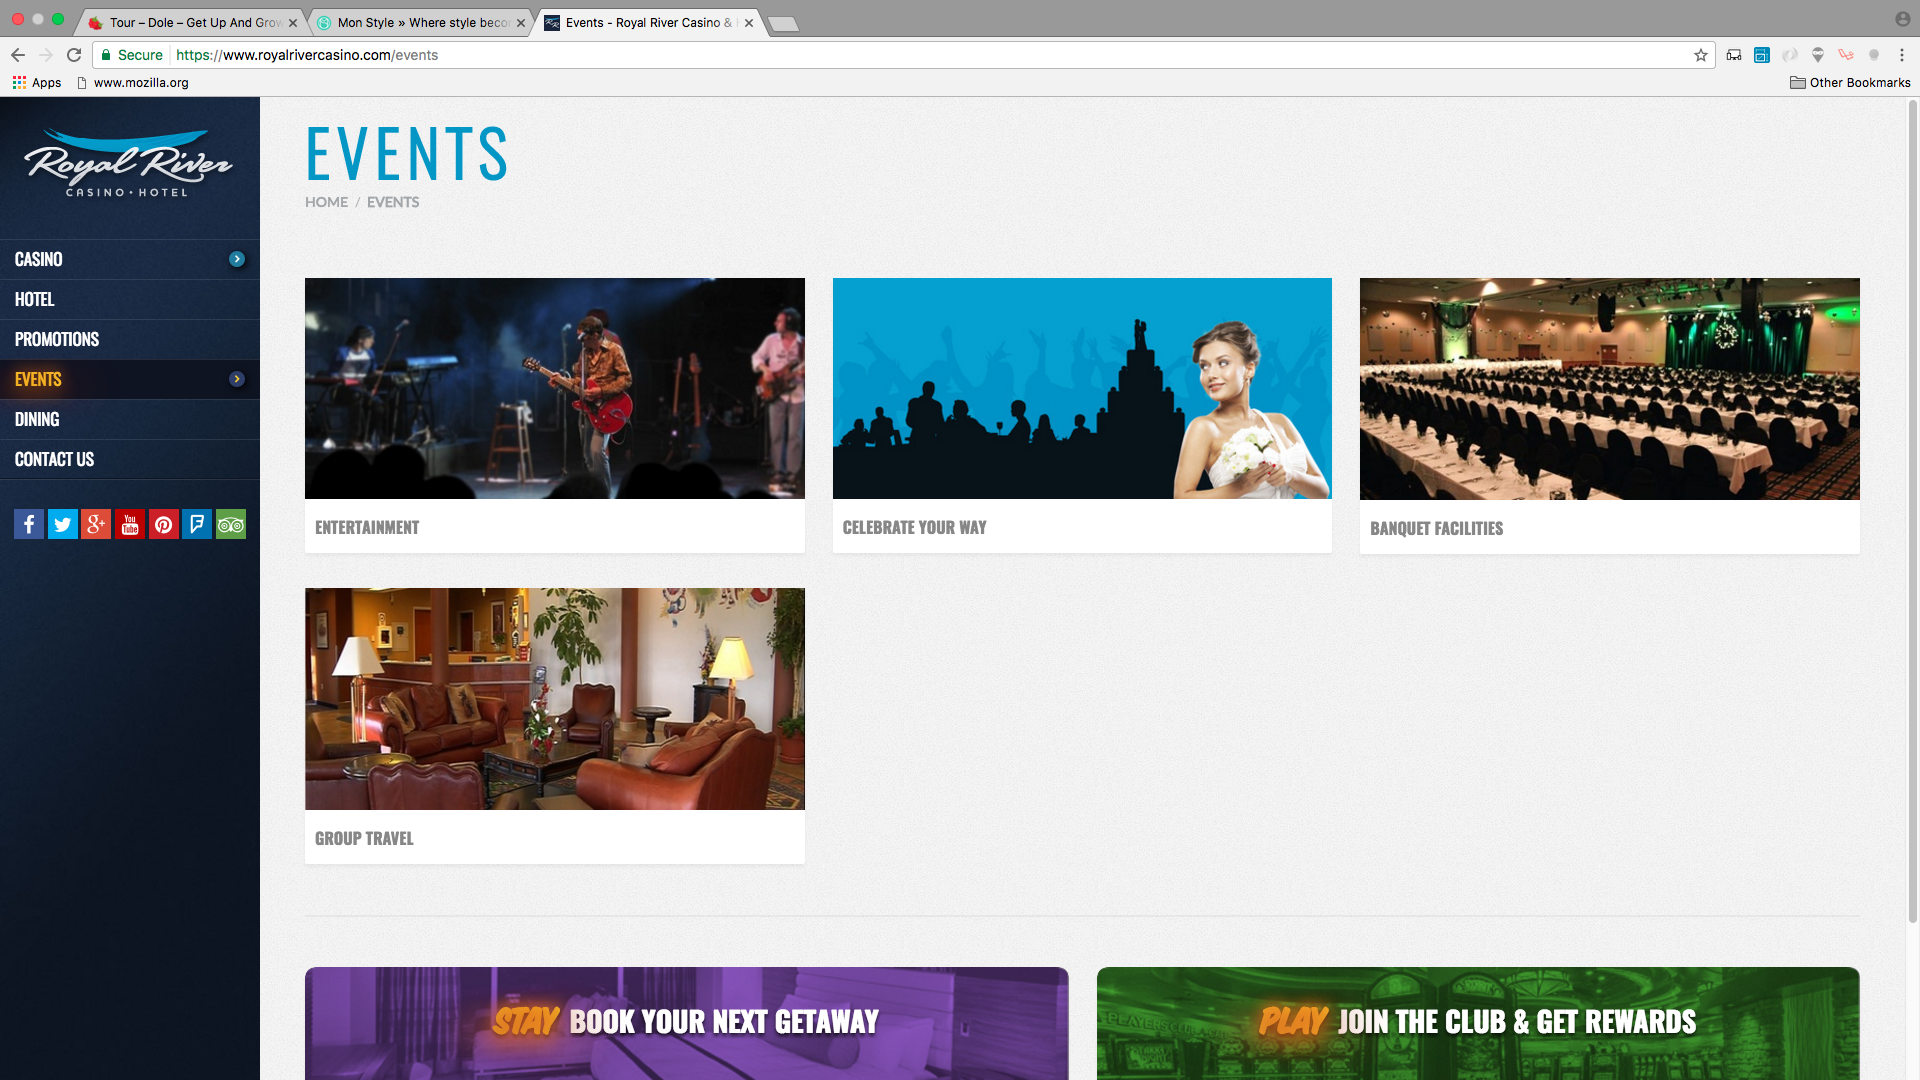 Tour – Dole – Get Up And Grow
Mon Style » Where style becor
Events - Royal River Casino &
Secure
https://www.royalrivercasino.com/events
Apps
www.mozilla.org
Other Bookmarks
Royal River
CASINO • HOTEL
CASINO
HOTEL
PROMOTIONS
EVENTS
DINING
CONTACT US
You
Tube
EVENTS
HOME / EVENTS
ENTERTAINMENT
CELEBRATE YOUR WAY
BANQUET FACILITIES
GROUP TRAVEL
STAY BOOK YOUR NEXT GETAWAY
PLAY JOIN THE CLUB & GET REWARDS